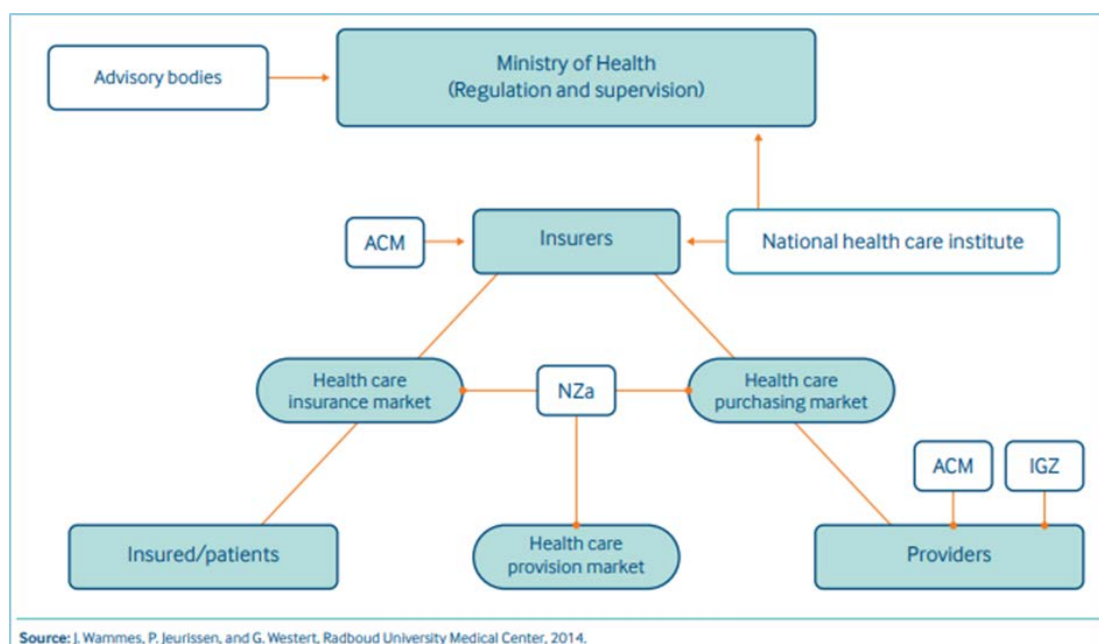 Advisory bodies
Ministry of Health
(Regulation and supervision)
ACM
Insurers
National health care institute
Health care
insurance market
NZa
Health care
purchasing market
ACM
IGZ
Insured/patients
Health care
provision market
Providers
Source: J. Wammes, P. Jeurissen, and G. Westert, Radboud University Medical Center, 2014.